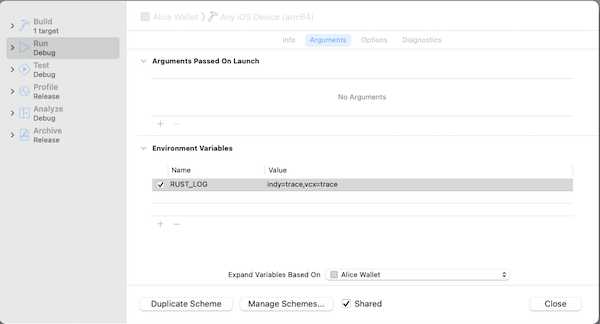 Alice Wallet 〉 Any iOS Device (arm64)
Build
1 target
Run
Debug
Test
Debug
Profile
Release
Analyze
Debug
Archive
Release
Info Arguments Options Diagnostics
Arguments Passed On Launch
No Arguments
+ −
Environment Variables
Name Value
RUST_LOG indy=trace,vcx=trace
+ −
Expand Variables Based On Alice Wallet
Duplicate Scheme Manage Schemes... Shared Close